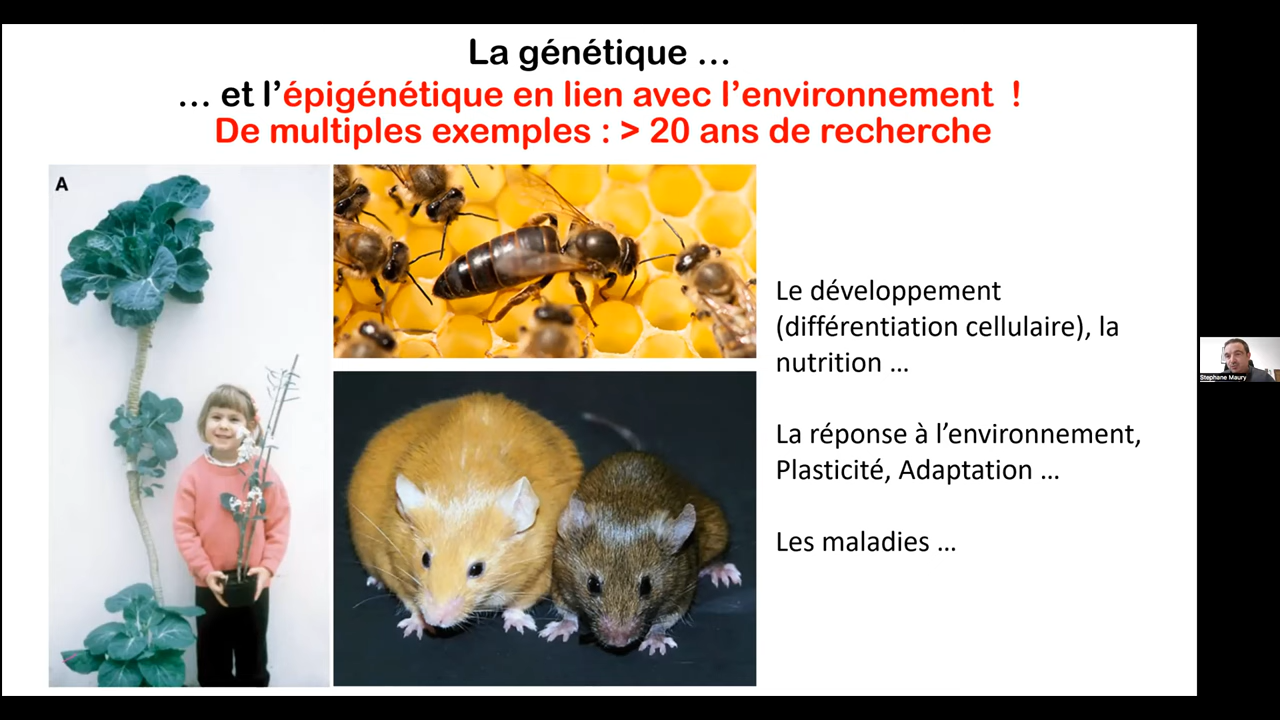 La génétique ...
... et l'épigénétique en lien avec l'environnement !
De multiples exemples : > 20 ans de recherche
A
Le développement
(différentiation cellulaire), la
nutrition ...
La réponse à l'environnement,
Plasticité, Adaptation ...
Les maladies ...
Stephane Maury